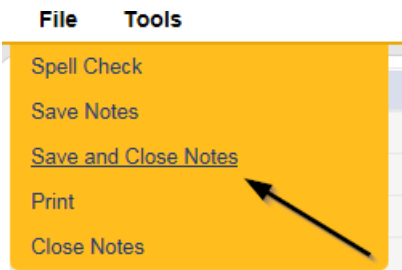 File Tools
Spell Check
Save Notes
Save and Close Notes
Print
Close Notes